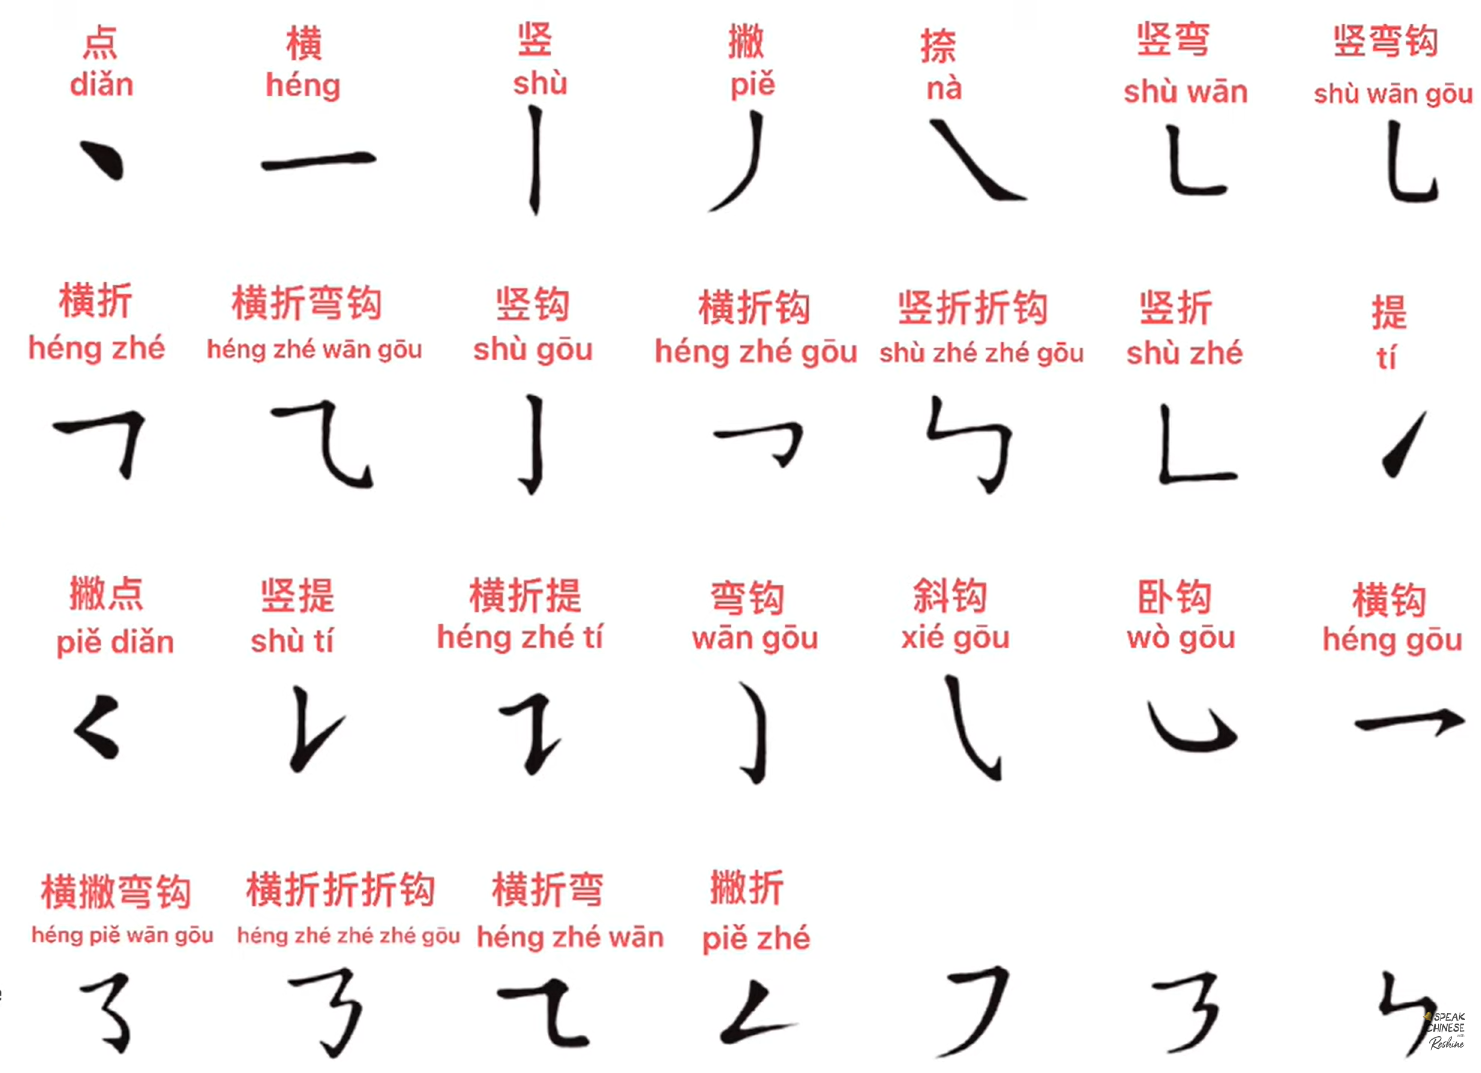 点 横 竖 撇 捺 竖弯 竖弯钩
diǎn héng shù piě nà shù wān shù wān gōu
横折 横折弯钩 竖钩 横折钩 竖折折钩 竖折 提
héng zhé héng zhé wān gōu shù gōu héng zhé gōu shù zhé zhé gōu shù zhé tí
撇点 竖提 横折提 弯钩 斜钩 卧钩 横钩
piě diǎn shù tí héng zhé tí wān gōu xié gōu wò gōu héng gōu
横撇弯钩 横折折折钩 横折弯 撇折
héng piě wān gōu héng zhé zhé zhé gōu héng zhé wān piě zhé
SPEAK
CHINESE
Reshine